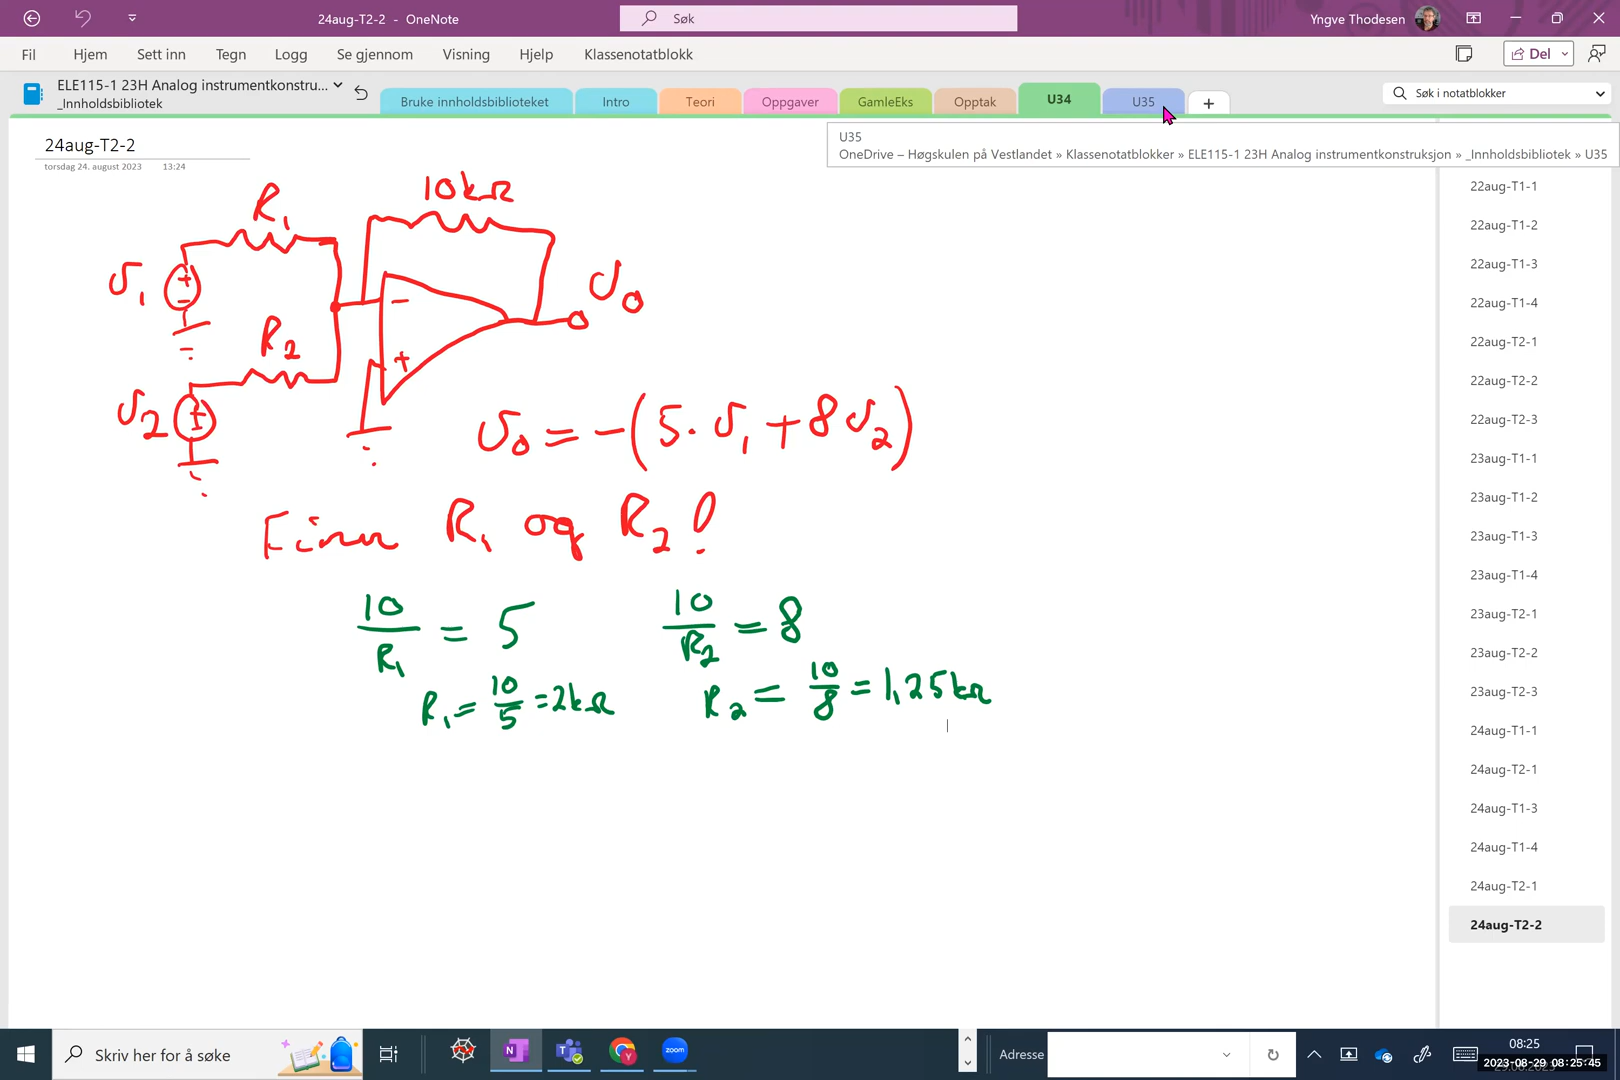 24aug-T2-2 - OneNote
Søk
Yngve Thodesen
Fil Hjem Sett inn Tegn Logg Se gjennom Visning Hjelp Klassenotatblokk
Del
ELE115-1 23H Analog instrumentkonstru...
_Innholdsbibliotek
Bruke innholdsbiblioteket Intro Teori Oppgaver GamleEks Opptak U34 U35 +
Søk i notatblokker
U35
OneDrive – Høgskulen på Vestlandet » Klassenotatblokker » ELE115-1 23H Analog instrumentkonstruksjon » _Innholdsbibliotek » U35
24aug-T2-2
torsdag 24. august 2023 13:24
10kΩ
R1
υ1
+
−
−
υo
R2
+
υ2
+
υo = −(5·υ1 + 8υ2)
Finn R1 og R2!
10/R1 = 5
10/R2 = 8
R1 = 10/5 = 2kΩ
R2 = 10/8 = 1,25kΩ
22aug-T1-1
22aug-T1-2
22aug-T1-3
22aug-T1-4
22aug-T2-1
22aug-T2-2
22aug-T2-3
23aug-T1-1
23aug-T1-2
23aug-T1-3
23aug-T1-4
23aug-T2-1
23aug-T2-2
23aug-T2-3
24aug-T1-1
24aug-T2-1
24aug-T1-3
24aug-T1-4
24aug-T2-1
24aug-T2-2
Skriv her for å søke
zoom
Adresse
08:25
2023-08-29 08:25:45